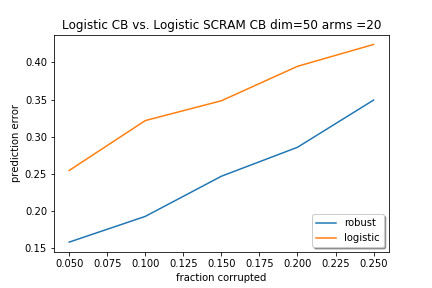 Logistic CB vs. Logistic SCRAM CB dim=50 arms =20
prediction error
0.40
0.35
0.30
0.25
0.20
0.15
robust
logistic
0.050 0.075 0.100 0.125 0.150 0.175 0.200 0.225 0.250
fraction corrupted